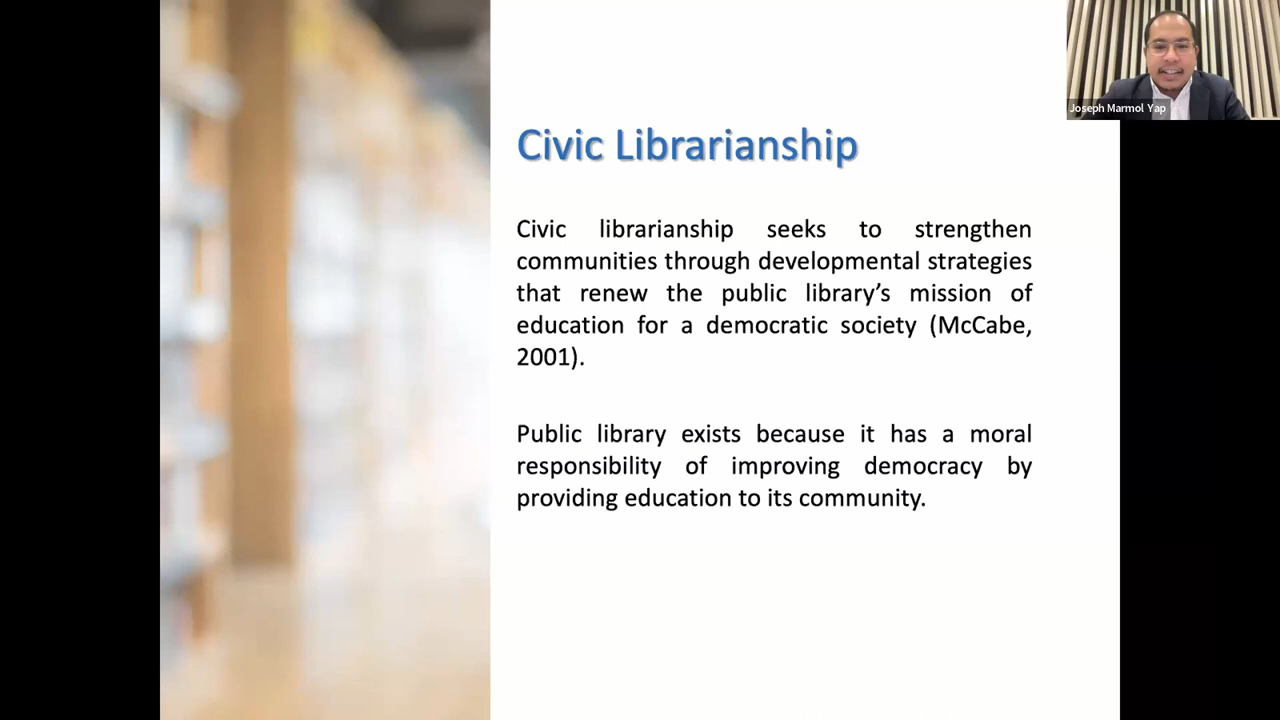 Joseph Marmol Yap
Civic Librarianship
Civic librarianship seeks to strengthen
communities through developmental strategies
that renew the public library’s mission of
education for a democratic society (McCabe,
2001).
Public library exists because it has a moral
responsibility of improving democracy by
providing education to its community.